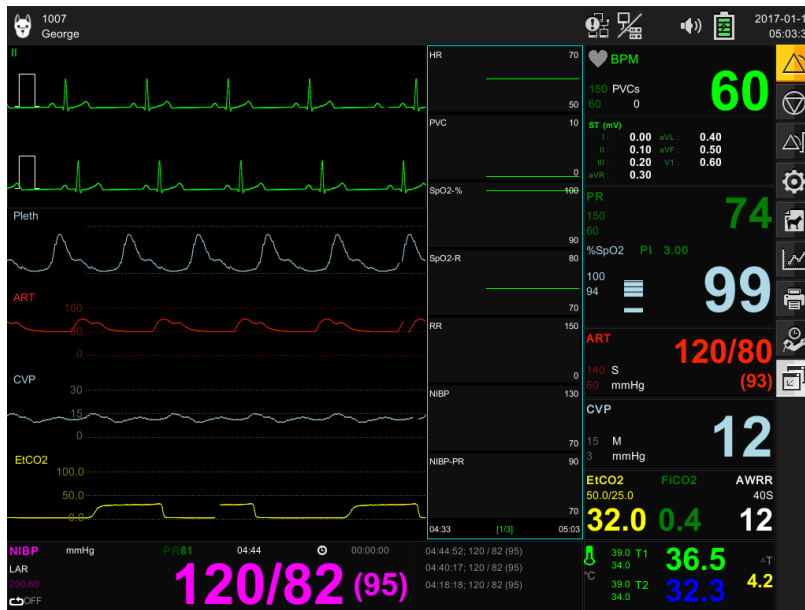 1007
George
2017-01-1
05:03:3
II
Pleth
ART
160
80
0
CVP
30
15
0
EtCO2
100.0
50.0
0.0
HR
70
50
PVC
10
0
SpO2-%
100
90
SpO2-R
80
70
RR
150
0
NIBP
130
70
NIBP-PR
90
70
04:33 [1/3] 05:03
BPM
60
150 PVCs
60 0
ST (mV)
I : 0.00 aVL : 0.40
II : 0.10 aVF : 0.50
III : 0.20 V1 : 0.60
aVR : 0.30
PR
74
150
60
%SpO2 PI 3.00
99
100
94
ART
120/80
(93)
140 S
60 mmHg
CVP
12
15 M
3 mmHg
EtCO2 FiCO2 AWRR
50.0/25.0 40S
32.0 0.4 12
NIBP mmHg PR81 04:44 00:00:00
LAR
200/80
OFF
120/82 (95)
04:44:52; 120 / 82 (95)
04:40:17; 120 / 82 (95)
04:18:18; 120 / 82 (95)
°C
39.0 T1
34.0
36.5
39.0 T2
34.0
32.3
△T
4.2